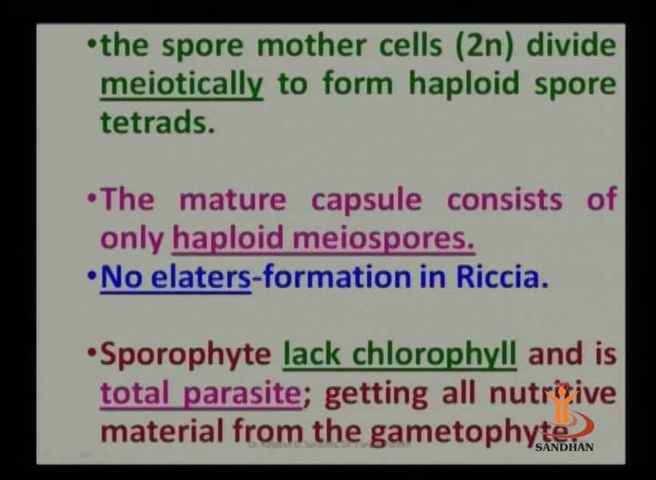 •the spore mother cells (2n) divide
meiotically to form haploid spore
tetrads.
•The mature capsule consists of
only haploid meiospores.
•No elaters-formation in Riccia.
•Sporophyte lack chlorophyll and is
total parasite; getting all nutritive
material from the gametophyte.
SANDHAN